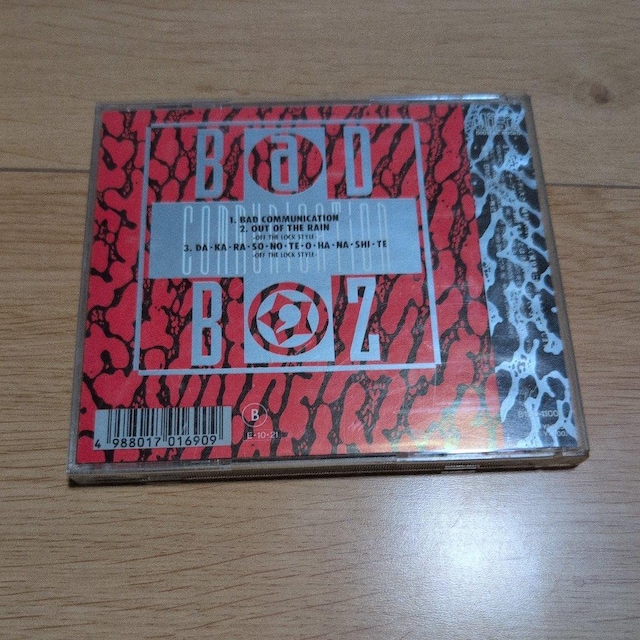 BaD
COMMUNICATION
1. BAD COMMUNICATION
2. OUT OF THE RAIN
-OFF THE LOCK STYLE-
3. DA·KA·RA·SO·NO·TE·O·HA·NA·SHI·TE
-OFF THE LOCK STYLE-
B Z
4 988017 016909
B
E·10·21